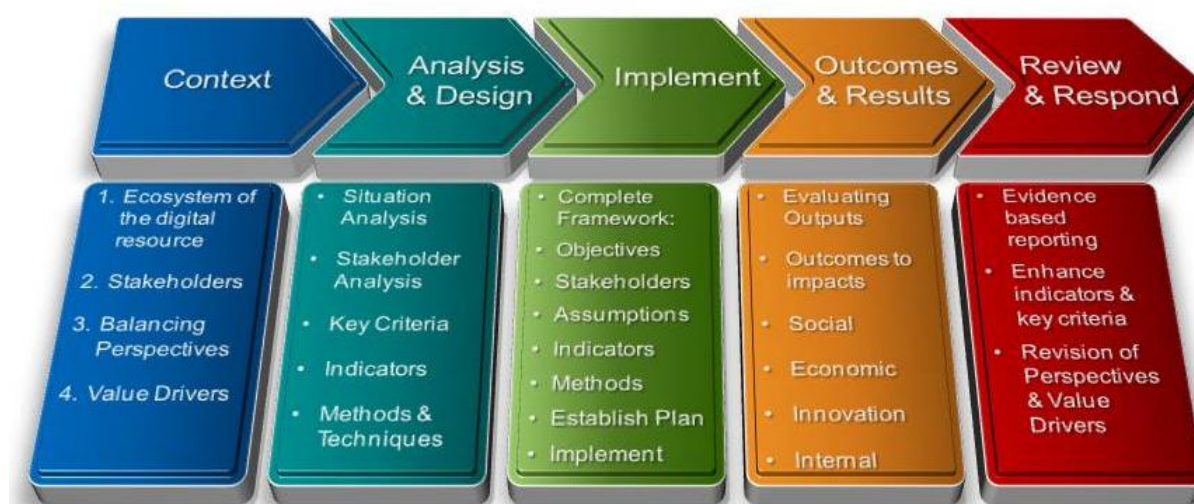 Context
Analysis
& Design
Implement
Outcomes
& Results
Review
& Respond
1. Ecosystem of
the digital
resource
2. Stakeholders
3. Balancing
Perspectives
4. Value Drivers
• Situation
Analysis
• Stakeholder
Analysis
• Key Criteria
• Indicators
• Methods &
Techniques
• Complete
Framework:
• Objectives
• Stakeholders
• Assumptions
• Indicators
• Methods
• Establish Plan
• Implement
• Evaluating
Outputs
• Outcomes to
impacts
• Social
• Economic
• Innovation
• Internal
• Evidence
based
reporting
• Enhance
indicators &
key criteria
• Revision of
Perspectives
& Value
Drivers